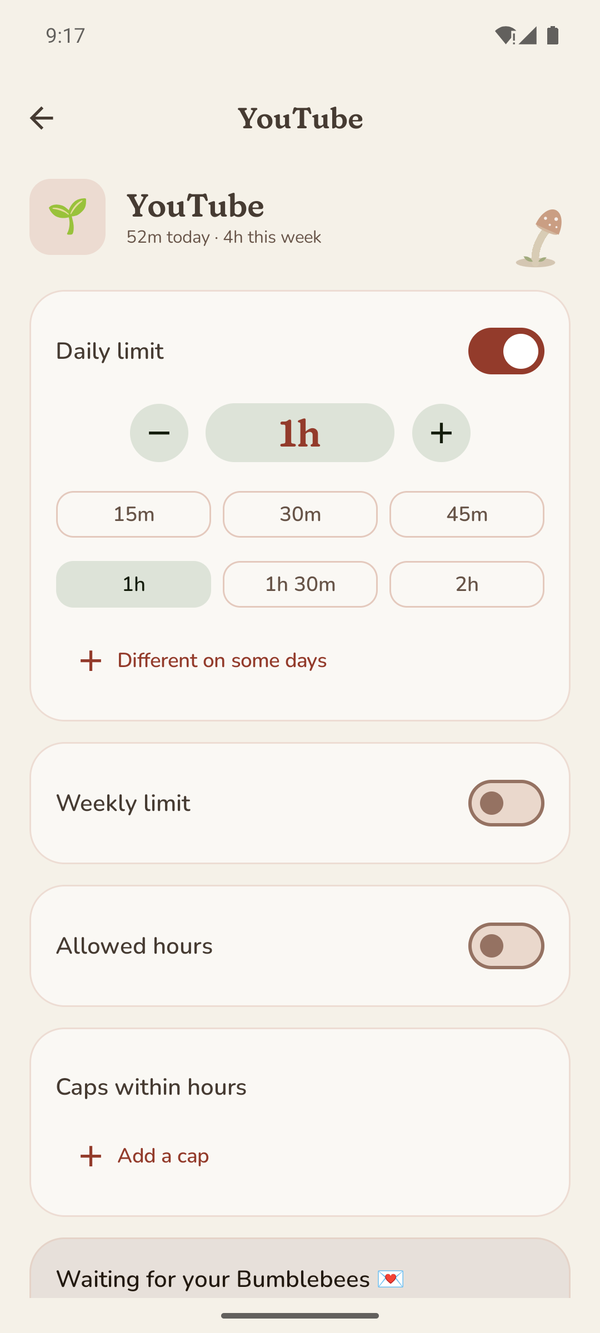 9:17
YouTube
YouTube
52m today · 4h this week
Daily limit
1h
15m
30m
45m
1h
1h 30m
2h
Different on some days
Weekly limit
Allowed hours
Caps within hours
Add a cap
Waiting for your Bumblebees 💌